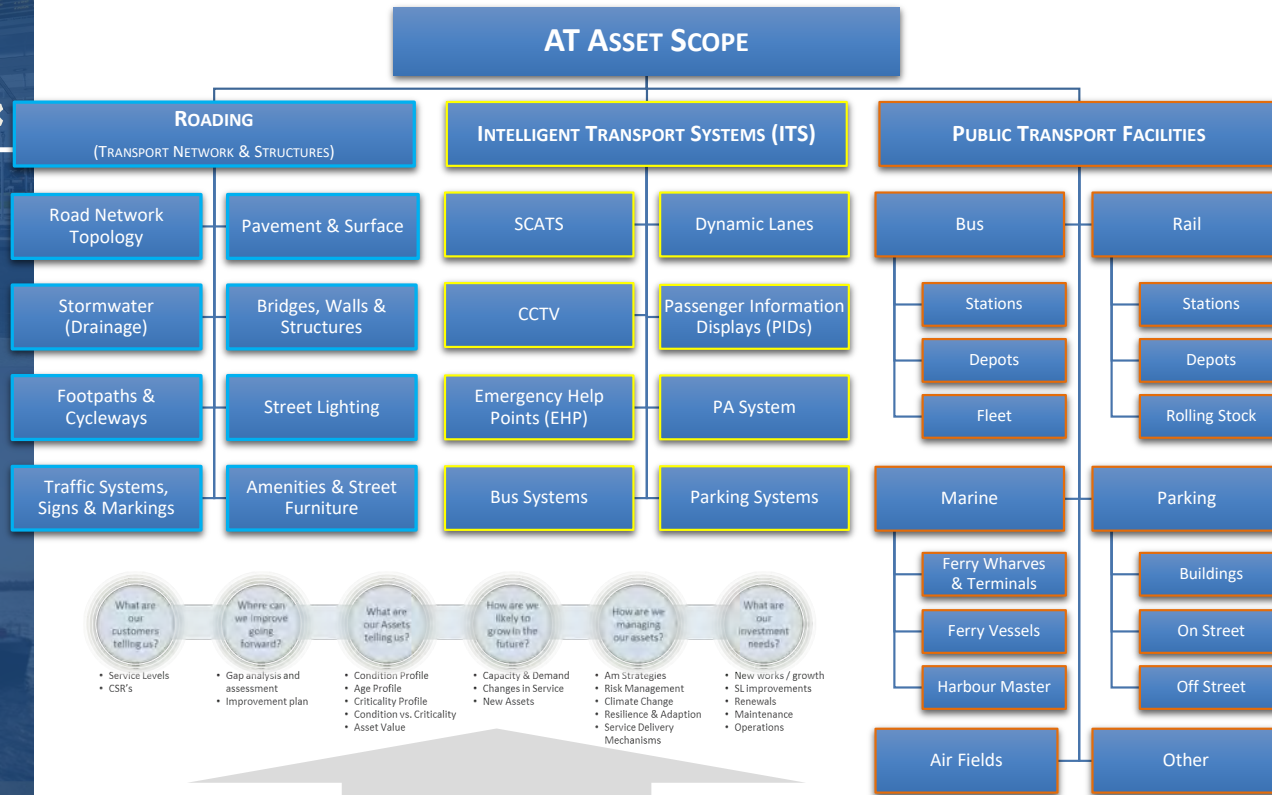 AT ASSET SCOPE
ROADING
(TRANSPORT NETWORK & STRUCTURES)
Road Network
Topology
Pavement & Surface
Stormwater
(Drainage)
Bridges, Walls &
Structures
Footpaths &
Cycleways
Street Lighting
Traffic Systems,
Signs & Markings
Amenities & Street
Furniture
INTELLIGENT TRANSPORT SYSTEMS (ITS)
SCATS
Dynamic Lanes
CCTV
Passenger Information
Displays (PIDs)
Emergency Help
Points (EHP)
PA System
Bus Systems
Parking Systems
PUBLIC TRANSPORT FACILITIES
Bus
Stations
Depots
Fleet
Rail
Stations
Depots
Rolling Stock
Marine
Ferry Wharves
& Terminals
Ferry Vessels
Harbour Master
Parking
Buildings
On Street
Off Street
Air Fields
Other
What are
our
customers
telling us?
• Service Levels
• CSR's
Where can
we improve
going
forward?
• Gap analysis and
assessment
• Improvement plan
What are
our Assets
telling us?
• Condition Profile
• Age Profile
• Criticality Profile
• Condition vs. Criticality
• Asset Value
How are we
likely to
grow in the
future?
• Capacity & Demand
• Changes in Service
• New Assets
How are we
managing
our assets?
• Am Strategies
• Risk Management
• Climate Change
• Resilience & Adaption
• Service Delivery
Mechanisms
What are
our
investment
needs?
• New works / growth
• SL improvements
• Renewals
• Maintenance
• Operations